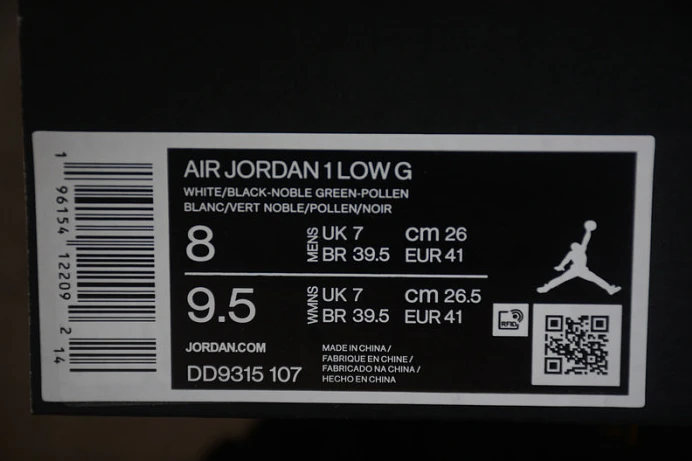 AIR JORDAN 1 LOW G
WHITE/BLACK-NOBLE GREEN-POLLEN
BLANC/VERT NOBLE/POLLEN/NOIR
8
MENS
UK 7 cm 26
BR 39.5 EUR 41
9.5
WMNS
UK 7 cm 26.5
BR 39.5 EUR 41
RFID
JORDAN.COM
DD9315 107
MADE IN CHINA /
FABRIQUE EN CHINE /
FABRICADO NA CHINA /
HECHO EN CHINA
1 96154 12209 2 14